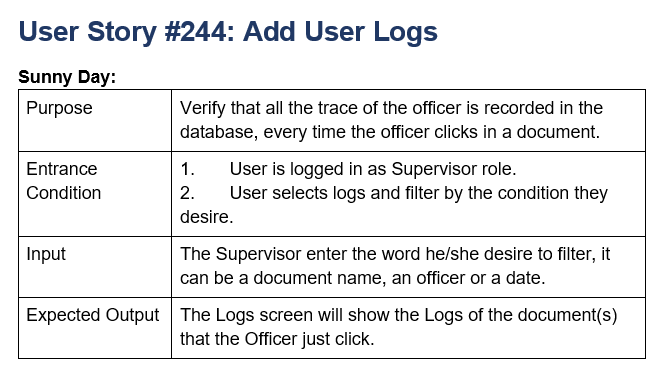 User Story #244: Add User Logs
Sunny Day:
Purpose
Verify that all the trace of the officer is recorded in the
database, every time the officer clicks in a document.
Entrance
Condition
1. User is logged in as Supervisor role.
2. User selects logs and filter by the condition they
desire.
Input
The Supervisor enter the word he/she desire to filter, it
can be a document name, an officer or a date.
Expected Output
The Logs screen will show the Logs of the document(s)
that the Officer just click.